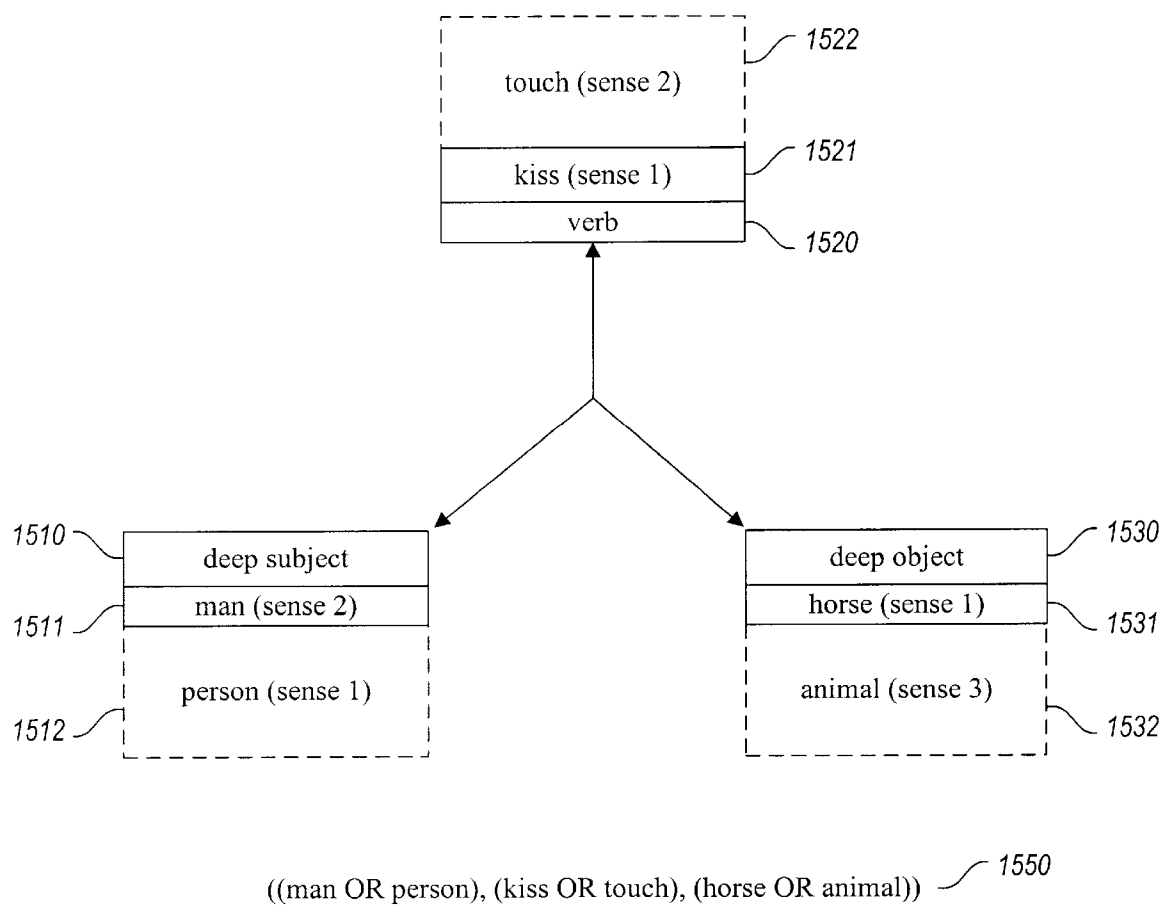 1522
touch (sense 2)
1521
kiss (sense 1)
verb
1520
1510
deep subject
man (sense 2)
1511
person (sense 1)
1512
1530
deep object
horse (sense 1)
1531
animal (sense 3)
1532
1550
((man OR person), (kiss OR touch), (horse OR animal))